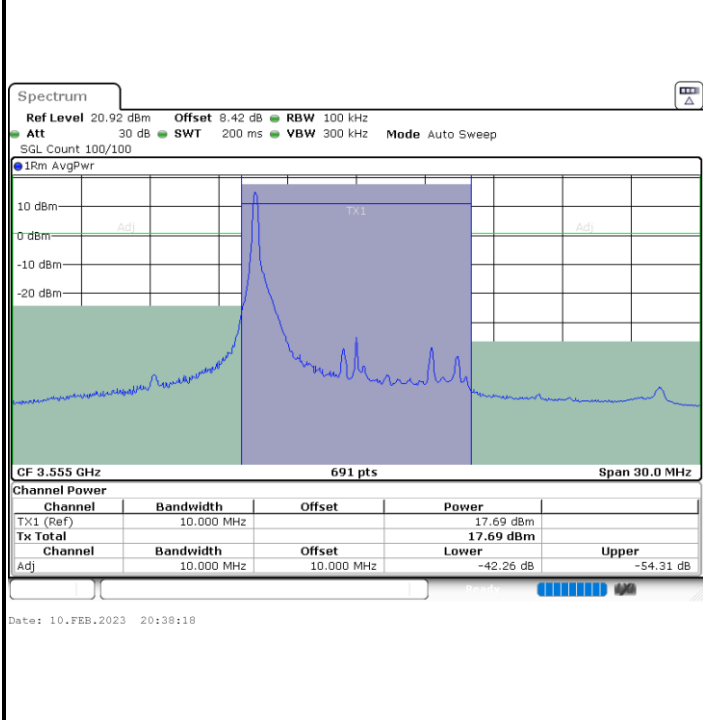 Spectrum
Ref Level 20.92 dBm Offset 8.42 dB RBW 100 kHz
Att 30 dB SWT 200 ms VBW 300 kHz Mode Auto Sweep
SGL Count 100/100
1Rm AvgPwr
10 dBm
TX1
Adj
Adj
0 dBm
-10 dBm
-20 dBm
CF 3.555 GHz 691 pts Span 30.0 MHz
Channel Power
Channel Bandwidth Offset Power
TX1 (Ref) 10.000 MHz 17.69 dBm
Tx Total 17.69 dBm
Channel Bandwidth Offset Lower Upper
Adj 10.000 MHz 10.000 MHz -42.26 dB -54.31 dB
Ready
Date: 10.FEB.2023 20:38:18